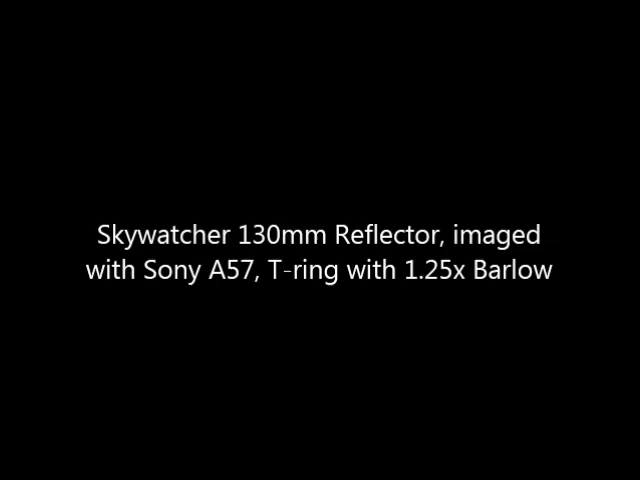 Skywatcher 130mm Reflector, imaged
with Sony A57, T-ring with 1.25x Barlow